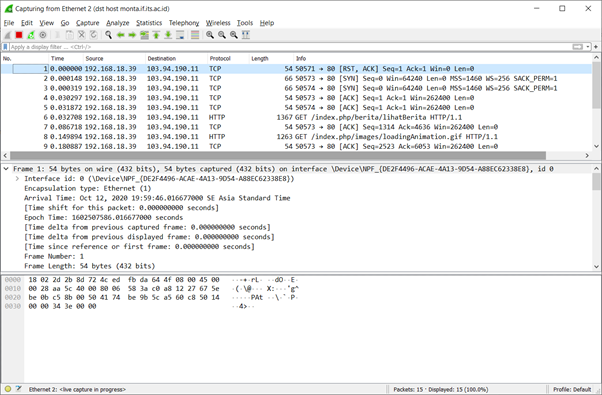 Capturing from Ethernet 2 (dst host monta.if.its.ac.id)
File Edit View Go Capture Analyze Statistics Telephony Wireless Tools Help
Apply a display filter ... <Ctrl-/>
No. Time Source Destination Protocol Length Info
1 0.000000 192.168.18.39 103.94.190.11 TCP 54 50571 → 80 [RST, ACK] Seq=1 Ack=1 Win=0 Len=0
2 0.000148 192.168.18.39 103.94.190.11 TCP 66 50573 → 80 [SYN] Seq=0 Win=64240 Len=0 MSS=1460 WS=256 SACK_PERM=1
3 0.000319 192.168.18.39 103.94.190.11 TCP 66 50574 → 80 [SYN] Seq=0 Win=64240 Len=0 MSS=1460 WS=256 SACK_PERM=1
4 0.030297 192.168.18.39 103.94.190.11 TCP 54 50574 → 80 [ACK] Seq=1 Ack=1 Win=262400 Len=0
5 0.031872 192.168.18.39 103.94.190.11 TCP 54 50573 → 80 [ACK] Seq=1 Ack=1 Win=262400 Len=0
6 0.032708 192.168.18.39 103.94.190.11 HTTP 1367 GET /index.php/berita/lihatBerita HTTP/1.1
7 0.086718 192.168.18.39 103.94.190.11 TCP 54 50573 → 80 [ACK] Seq=1314 Ack=4636 Win=262400 Len=0
8 0.149894 192.168.18.39 103.94.190.11 HTTP 1263 GET /index.php/images/loadingAnimation.gif HTTP/1.1
9 0.180887 192.168.18.39 103.94.190.11 TCP 54 50573 → 80 [ACK] Seq=2523 Ack=6053 Win=262400 Len=0
Frame 1: 54 bytes on wire (432 bits), 54 bytes captured (432 bits) on interface \Device\NPF_{DE2F4496-ACAE-4A13-9D54-A88EC62338E8}, id 0
Interface id: 0 (\Device\NPF_{DE2F4496-ACAE-4A13-9D54-A88EC62338E8})
Encapsulation type: Ethernet (1)
Arrival Time: Oct 12, 2020 19:59:46.016677000 SE Asia Standard Time
[Time shift for this packet: 0.000000000 seconds]
Epoch Time: 1602507586.016677000 seconds
[Time delta from previous captured frame: 0.000000000 seconds]
[Time delta from previous displayed frame: 0.000000000 seconds]
[Time since reference or first frame: 0.000000000 seconds]
Frame Number: 1
Frame Length: 54 bytes (432 bits)
0000 18 02 2d 2b 8d 72 4c ed fb da 64 4f 08 00 45 00 ··-+·rL· ··dO··E·
0010 00 28 aa 5c 40 00 80 06 58 3a c0 a8 12 27 67 5e ·(·\@··· X:···'g^
0020 be 0b c5 8b 00 50 41 74 be 9b 5c a5 60 c8 50 14 ·····PAt ··\·`·P·
0030 00 00 34 3e 00 00 ··4>··
Ethernet 2: <live capture in progress> Packets: 15 · Displayed: 15 (100.0%) Profile: Default